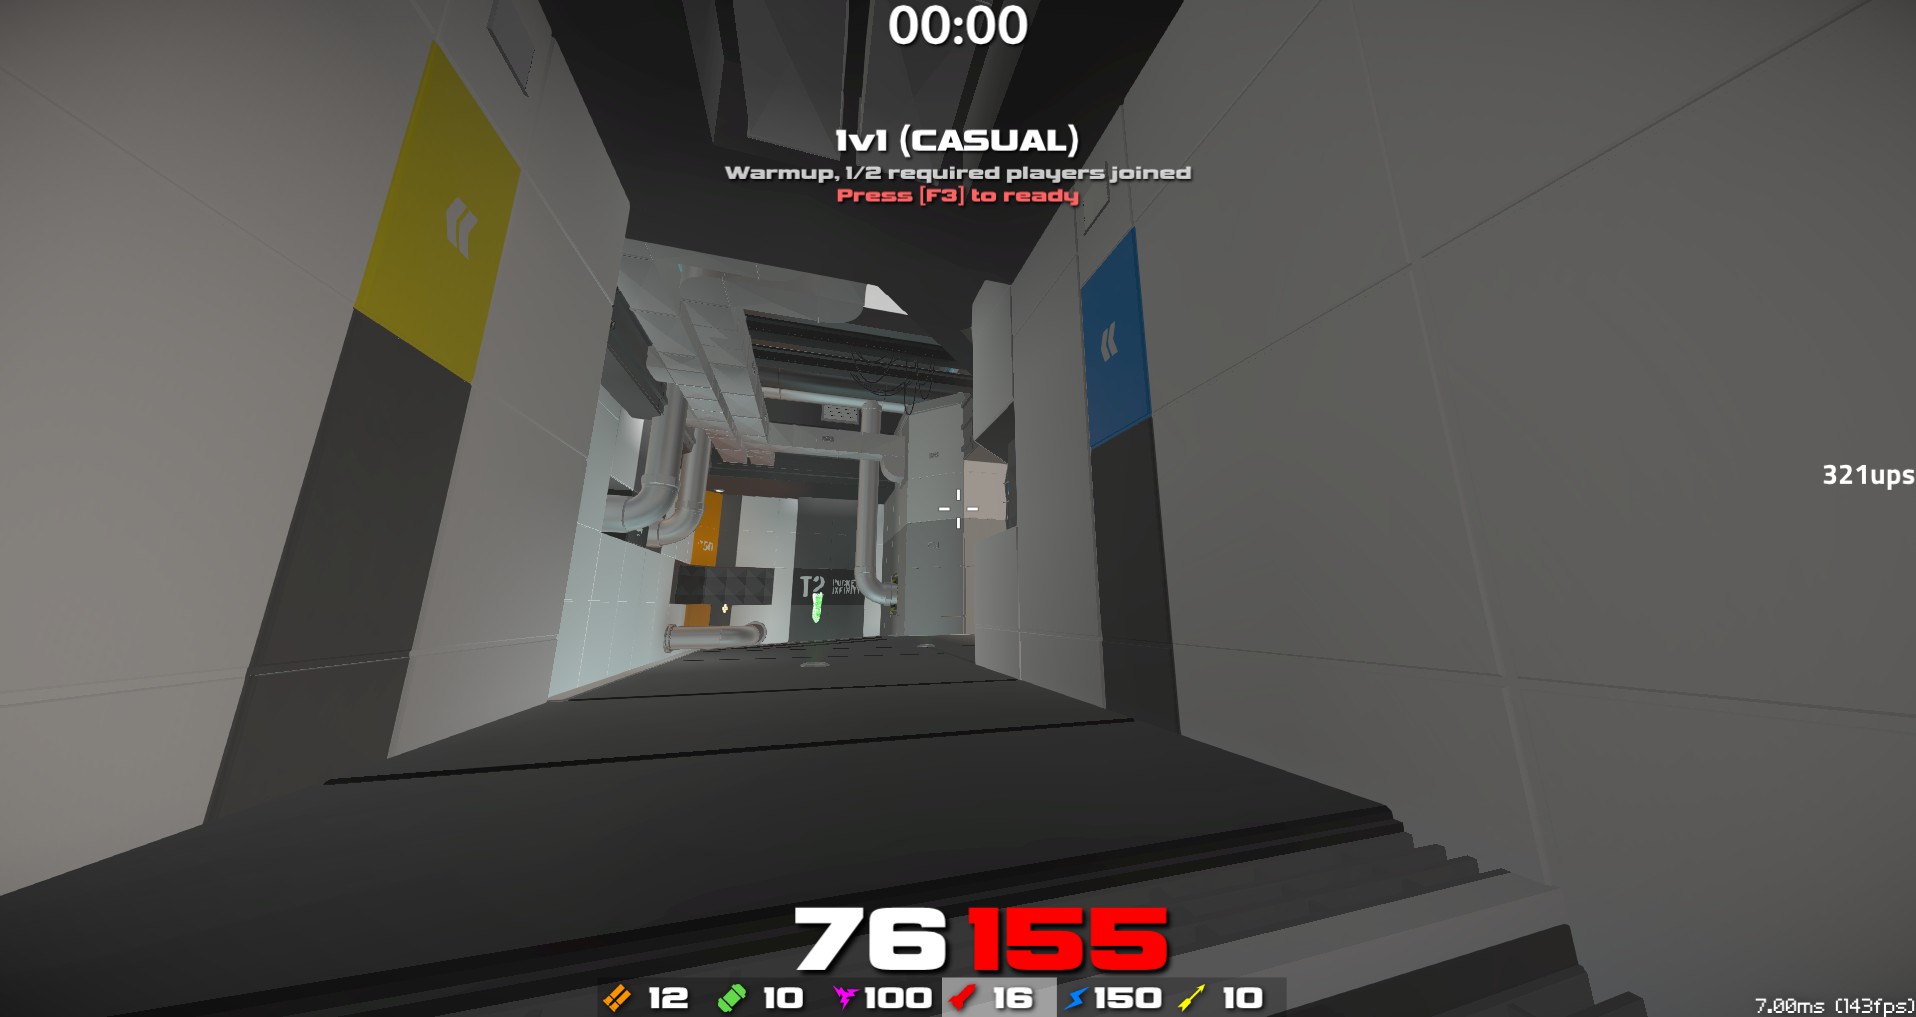 00:00
1v1 (CASUAL)
Warmup, 1/2 required players joined
Press [F3] to ready
321ups
T2
76 155
12 10 100 16 150 10
7.00ms (143fps)